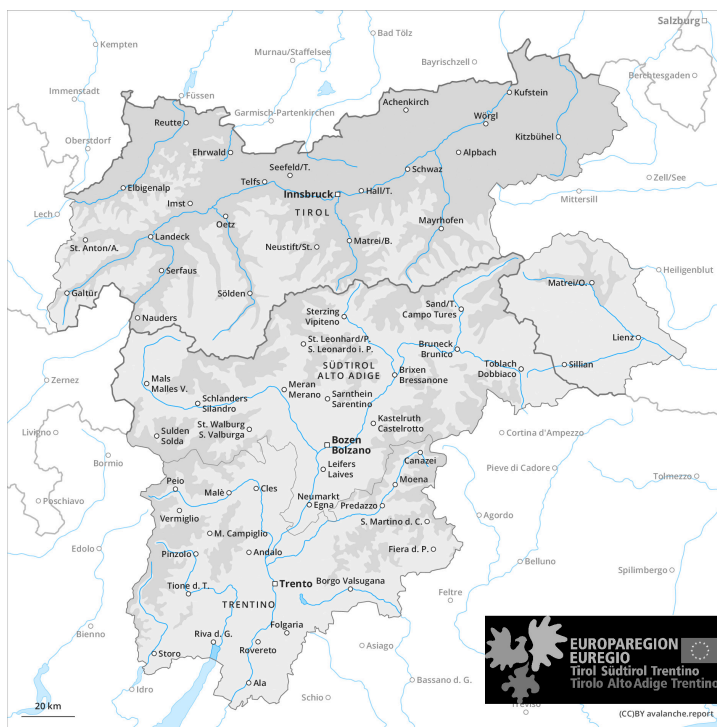 Salzburg
Kempten
Bad Tölz
Murnau/Staffelsee
Bayrischzell
Berchtesgaden
Immenstadt
Füssen
Kufstein
Achenkirch
Garmisch-Partenkirchen
Reutte
Wörgl
Oberstdorf
Kitzbühel
Ehrwald
Alpbach
Seefeld/T.
Schwaz
Zell/See
Telfs
Elbigenalp
Innsbruck
Hall/T.
Mittersill
Imst
TIROL
Lech
Oetz
Mayrhofen
St. Anton/A.
Landeck
Neustift/St.
Matrei/B.
Serfaus
Heiligenblut
Galtür
Sölden
Matrei/O.
Nauders
Sterzing
Vipiteno
Sand/T.
Campo Tures
St. Leonhard/P.
S. Leonardo i. P.
Lienz
Bruneck
Brunico
SÜDTIROL
ALTO ADIGE
Brixen
Bressanone
Toblach
Dobbiaco
Sillian
Zernez
Mals
Malles V.
Meran
Merano
Schlanders
Silandro
Sarnthein
Sarentino
Kastelruth
Castelrotto
St. Walburg
S. Valburga
Livigno
Sulden
Solda
Bozen
Bolzano
Cortina d'Ampezzo
Canazei
Bormio
Leifers
Laives
Pieve di Cadore
Tolmezzo
Peio
Moena
Malè
Cles
Neumarkt
Egna
Predazzo
Poschiavo
Vermiglio
Agordo
S. Martino d. C.
M. Campiglio
Edolo
Pinzolo
Andalo
Fiera d. P.
Belluno
Spilimbergo
Tione d. T.
Trento
Borgo Valsugana
Feltre
TRENTINO
Folgaria
Bienno
Riva d. G.
Rovereto
Asiago
Storo
Ala
Bassano d. G.
Idro
Schio
Treviso
EUROPAREGION
EUREGIO
Tirol Südtirol Trentino
Tirolo AltoAdige Trentino
20 km
(CC)BY avalanche.report